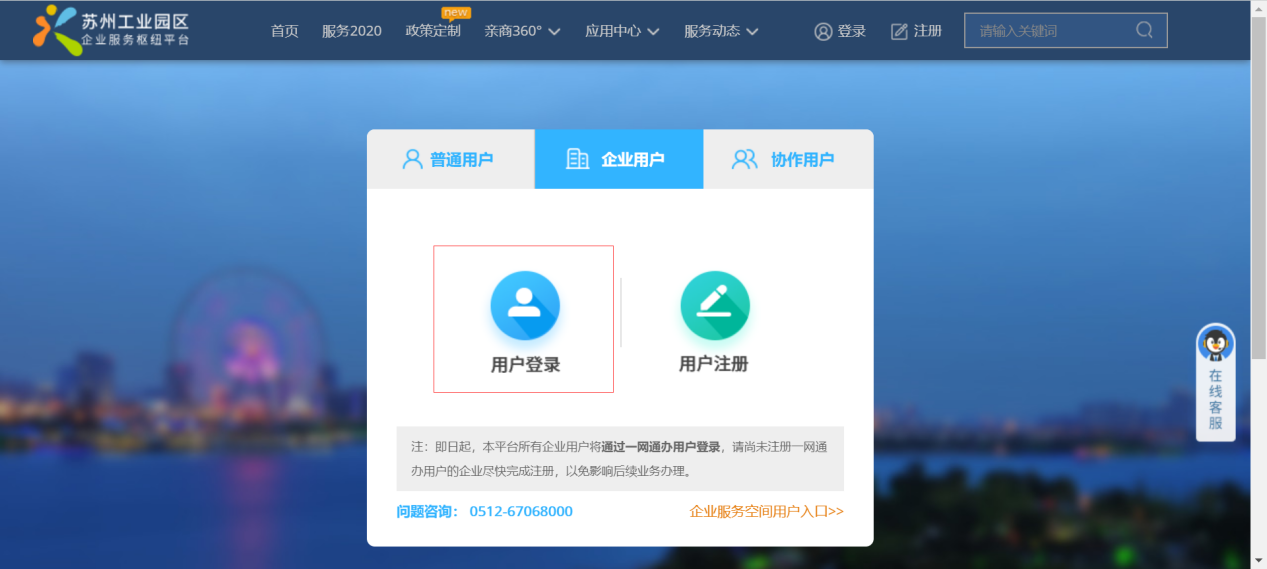 苏州工业园区
企业服务枢纽平台
首页 服务2020 政策定制 new 亲商360° 应用中心 服务动态 登录 注册 请输入关键词
普通用户 企业用户 协作用户
用户登录 用户注册
注：即日起，本平台所有企业用户将通过一网通办用户登录，请尚未注册一网通
办用户的企业尽快完成注册，以免影响后续业务办理。
问题咨询： 0512-67068000 企业服务空间用户入口>>
在
线
客
服